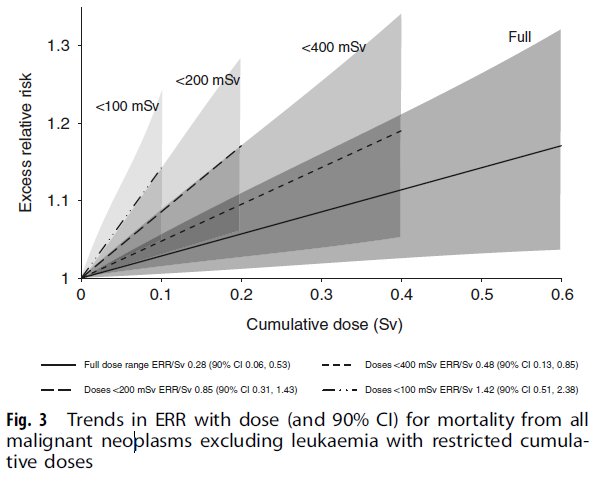 1.3
1.2
1.1
1
Excess relative risk
<100 mSv
<200 mSv
<400 mSv
Full
0 0.1 0.2 0.3 0.4 0.5 0.6
Cumulative dose (Sv)
Full dose range ERR/Sv 0.28 (90% CI 0.06, 0.53)
Doses <400 mSv ERR/Sv 0.48 (90% CI 0.13, 0.85)
Doses <200 mSv ERR/Sv 0.85 (90% CI 0.31, 1.43)
Doses <100 mSv ERR/Sv 1.42 (90% CI 0.51, 2.38)
Fig. 3 Trends in ERR with dose (and 90% CI) for mortality from all
malignant neoplasms excluding leukaemia with restricted cumula-
tive doses